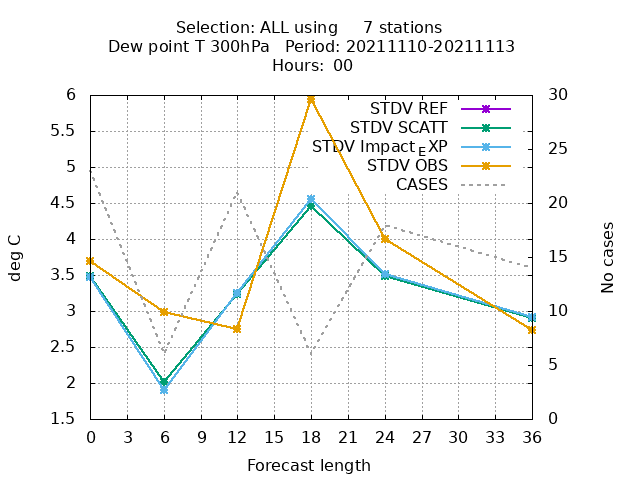 Selection: ALL using 7 stations
Dew point T 300hPa Period: 20211110-20211113
Hours: 00
6
5.5
5
4.5
4
3.5
3
2.5
2
1.5
30
25
20
15
10
5
0
STDV REF
STDV SCATT
STDV Impact_EXP
STDV OBS
CASES
deg C
No cases
0 3 6 9 12 15 18 21 24 27 30 33 36
Forecast length